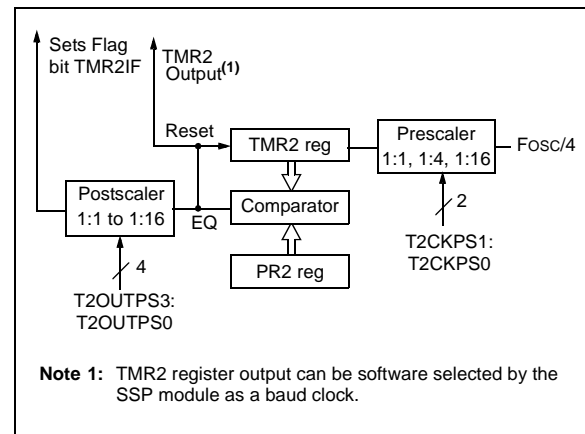 Sets Flag
bit TMR2IF
TMR2
Output(1)
Reset
TMR2 reg
Prescaler
1:1, 1:4, 1:16
FOSC/4
Postscaler
1:1 to 1:16
EQ
Comparator
2
4
PR2 reg
T2CKPS1:
T2CKPS0
T2OUTPS3:
T2OUTPS0
Note 1: TMR2 register output can be software selected by the
SSP module as a baud clock.